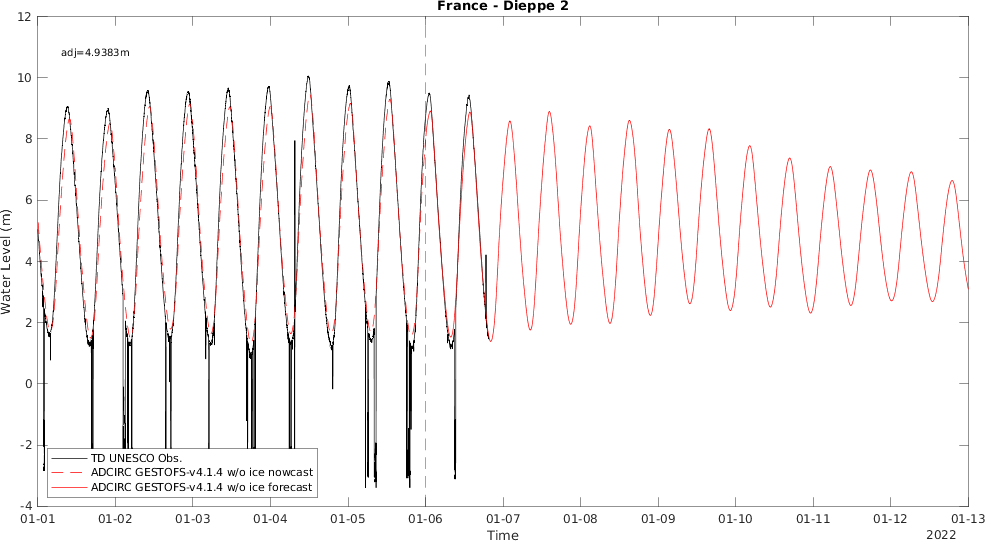 France - Dieppe 2
adj=4.9383m
Water Level (m)
12
10
8
6
4
2
0
-2
-4
TD UNESCO Obs.
ADCIRC GESTOFS-v4.1.4 w/o ice nowcast
ADCIRC GESTOFS-v4.1.4 w/o ice forecast
01-01 01-02 01-03 01-04 01-05 01-06 01-07 01-08 01-09 01-10 01-11 01-12 01-13
Time
2022